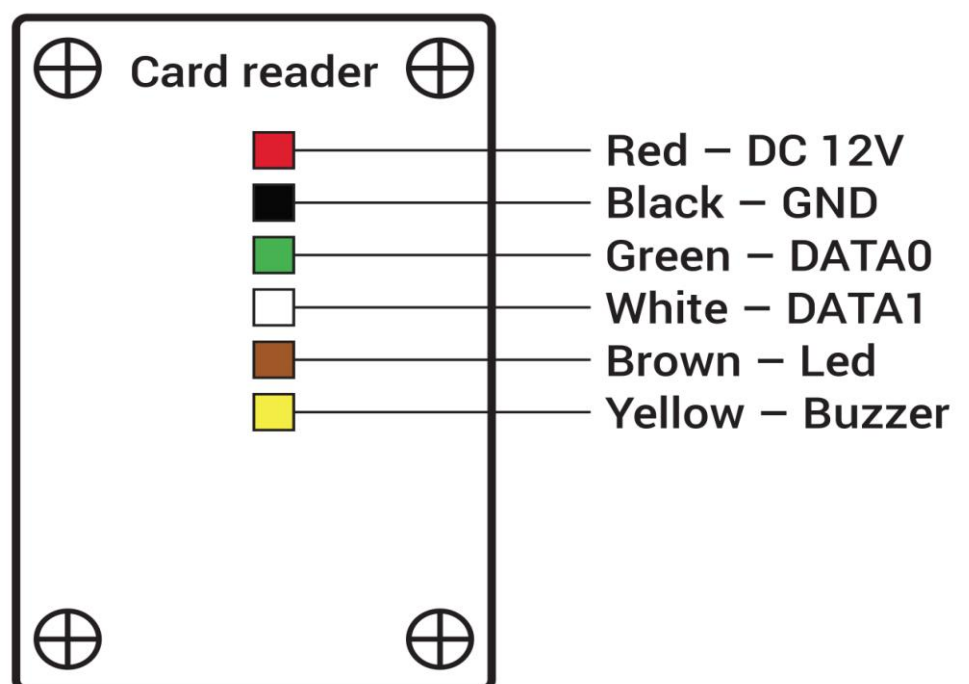 Card reader
Red – DC 12V
Black – GND
Green – DATA0
White – DATA1
Brown – Led
Yellow – Buzzer